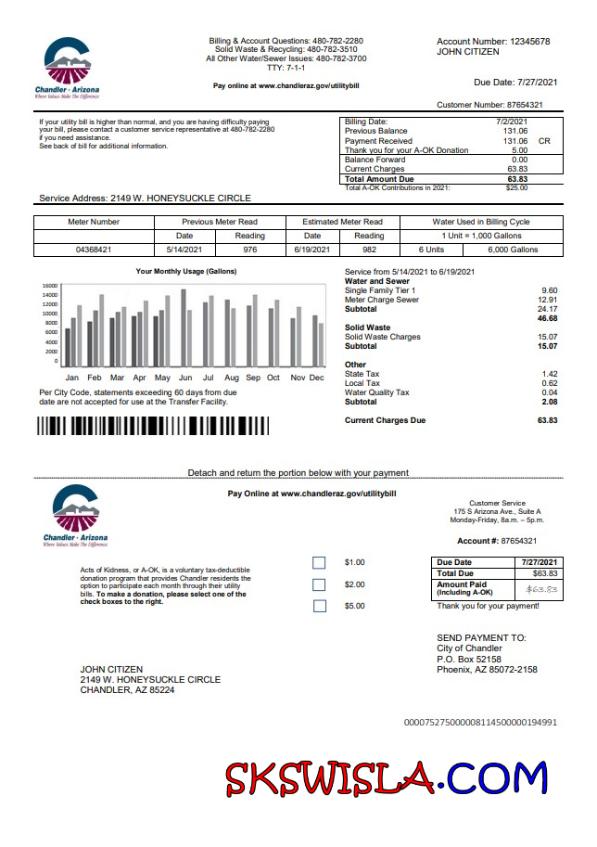 Chandler · Arizona
Where Values Make The Difference
Billing & Account Questions: 480-782-2280
Solid Waste & Recycling: 480-782-3510
All Other Water/Sewer Issues: 480-782-3700
TTY: 7-1-1
Pay online at www.chandleraz.gov/utilitybill
Account Number: 12345678
JOHN CITIZEN
Due Date: 7/27/2021
Customer Number: 87654321
If your utility bill is higher than normal, and you are having difficulty paying
your bill, please contact a customer service representative at 480-782-2280
if you need assistance.
See back of bill for additional information.
Billing Date: 7/2/2021
Previous Balance 131.06
Payment Received 131.06 CR
Thank you for your A-OK Donation 5.00
Balance Forward 0.00
Current Charges 63.83
Total Amount Due 63.83
Total A-OK Contributions in 2021: $25.00
Service Address: 2149 W. HONEYSUCKLE CIRCLE
Meter Number Previous Meter Read Estimated Meter Read Water Used in Billing Cycle
Date Reading Date Reading 1 Unit = 1,000 Gallons
04368421 5/14/2021 976 6/19/2021 982 6 Units 6,000 Gallons
Your Monthly Usage (Gallons)
16000
14000
12000
10000
8000
6000
4000
2000
0
Jan Feb Mar Apr May Jun Jul Aug Sep Oct Nov Dec
Per City Code, statements exceeding 60 days from due
date are not accepted for use at the Transfer Facility.
Service from 5/14/2021 to 6/19/2021
Water and Sewer
Single Family Tier 1 9.60
Meter Charge Sewer 12.91
Subtotal 24.17
46.68
Solid Waste
Solid Waste Charges 15.07
Subtotal 15.07
Other
State Tax 1.42
Local Tax 0.62
Water Quality Tax 0.04
Subtotal 2.08
Current Charges Due 63.83
Detach and return the portion below with your payment
Chandler · Arizona
Where Values Make The Difference
Pay Online at www.chandleraz.gov/utilitybill
Customer Service
175 S Arizona Ave., Suite A
Monday-Friday, 8a.m. – 5p.m.
Account #: 87654321
Acts of Kidness, or A-OK, is a voluntary tax-deductible
donation program that provides Chandler residents the
option to participate each month through their utility
bills. To make a donation, please select one of the
check boxes to the right.
$1.00
$2.00
$5.00
Due Date 7/27/2021
Total Due $63.83
Amount Paid
(Including A-OK) $63.83
Thank you for your payment!
SEND PAYMENT TO:
City of Chandler
P.O. Box 52158
Phoenix, AZ 85072-2158
JOHN CITIZEN
2149 W. HONEYSUCKLE CIRCLE
CHANDLER, AZ 85224
0000752750000811450000​0194991
SKSWISLA.COM